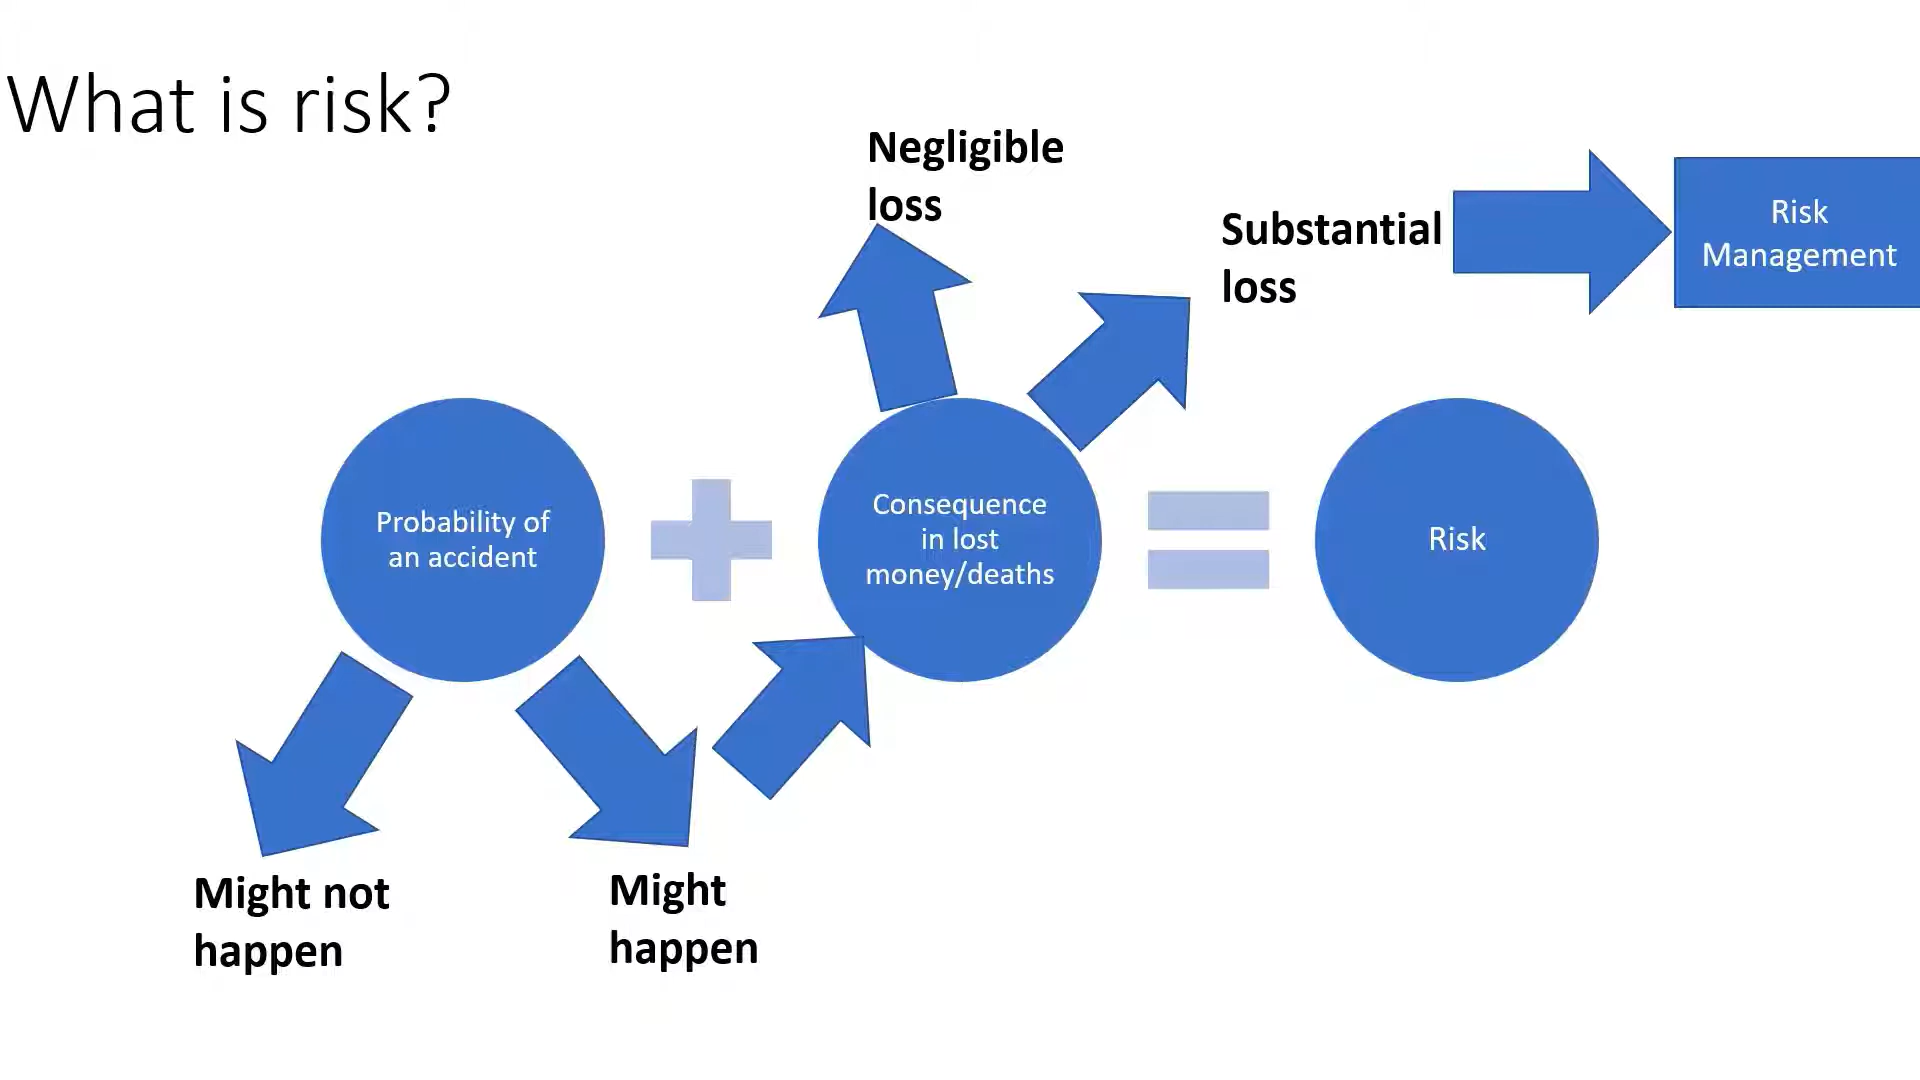 What is risk?
Negligible
loss
Substantial
loss
Risk
Management
Probability of
an accident
Consequence
in lost
money/deaths
Risk
Might not
happen
Might
happen